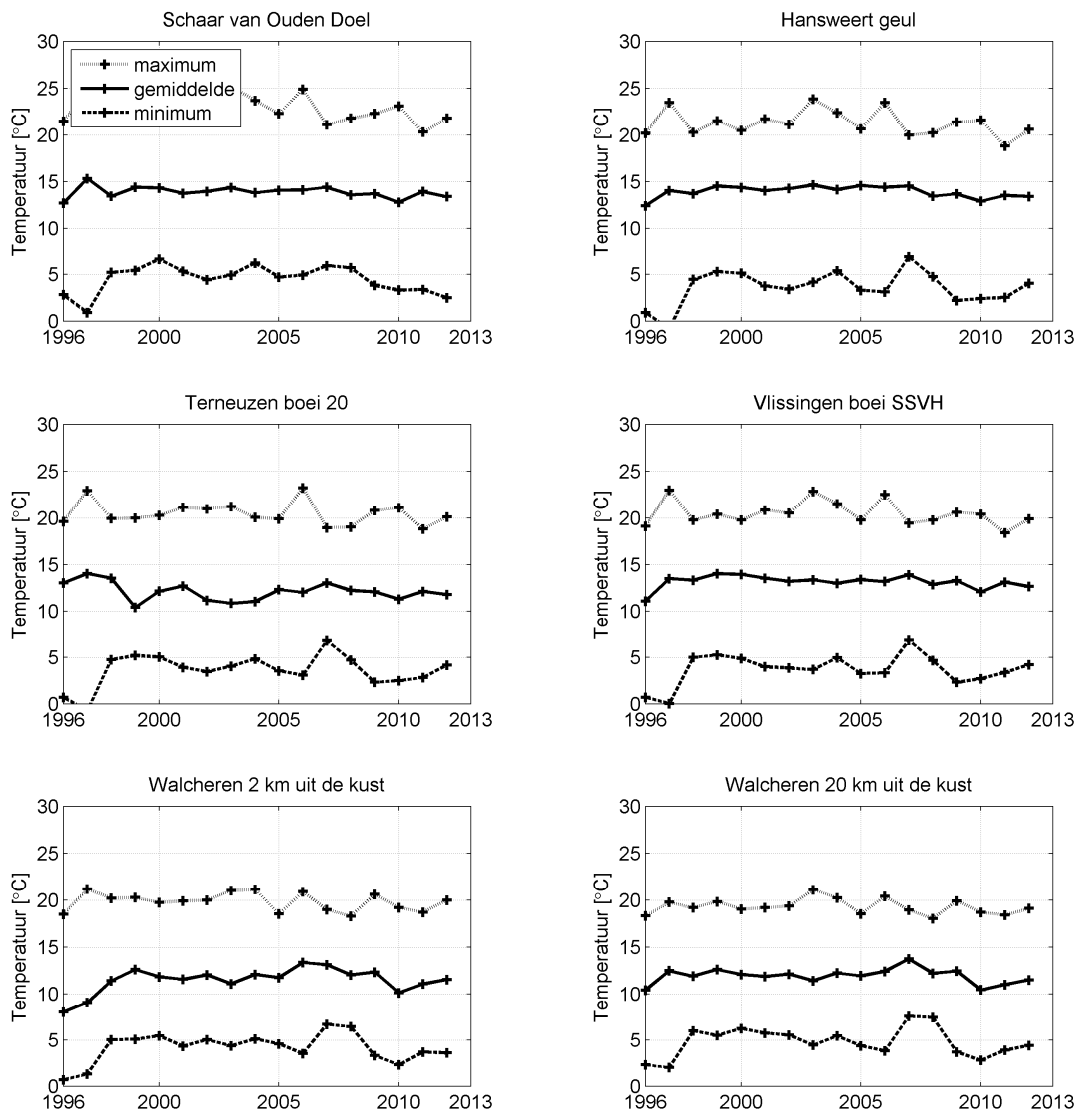 Schaar van Ouden Doel
30
25
20
15
10
5
0
Temperatuur [°C]
maximum
gemiddelde
minimum
1996 2000 2005 2010 2013
Hansweert geul
30
25
20
15
10
5
0
Temperatuur [°C]
1996 2000 2005 2010 2013
Terneuzen boei 20
30
25
20
15
10
5
0
Temperatuur [°C]
1996 2000 2005 2010 2013
Vlissingen boei SSVH
30
25
20
15
10
5
0
Temperatuur [°C]
1996 2000 2005 2010 2013
Walcheren 2 km uit de kust
30
25
20
15
10
5
0
Temperatuur [°C]
1996 2000 2005 2010 2013
Walcheren 20 km uit de kust
30
25
20
15
10
5
0
Temperatuur [°C]
1996 2000 2005 2010 2013